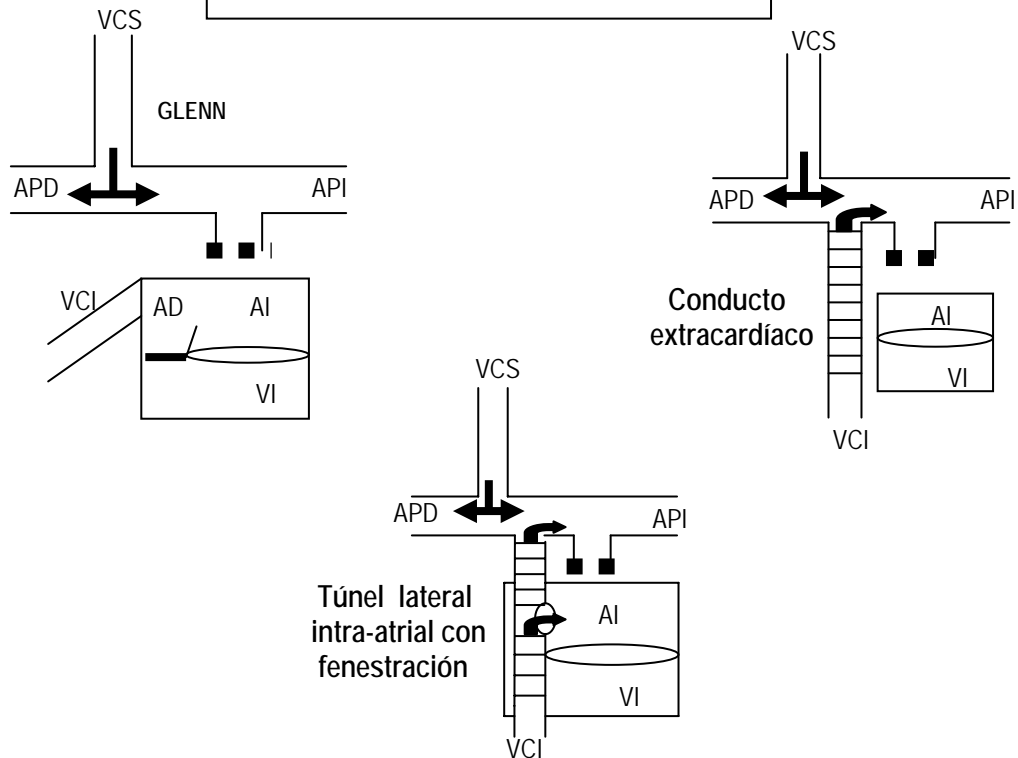 VCS
GLENN
APD
API
VCI
AD
AI
VI
VCS
APD
API
Conducto
extracardíaco
AI
VI
VCI
VCS
APD
API
Túnel lateral
intra-atrial con
fenestración
AI
VI
VCI